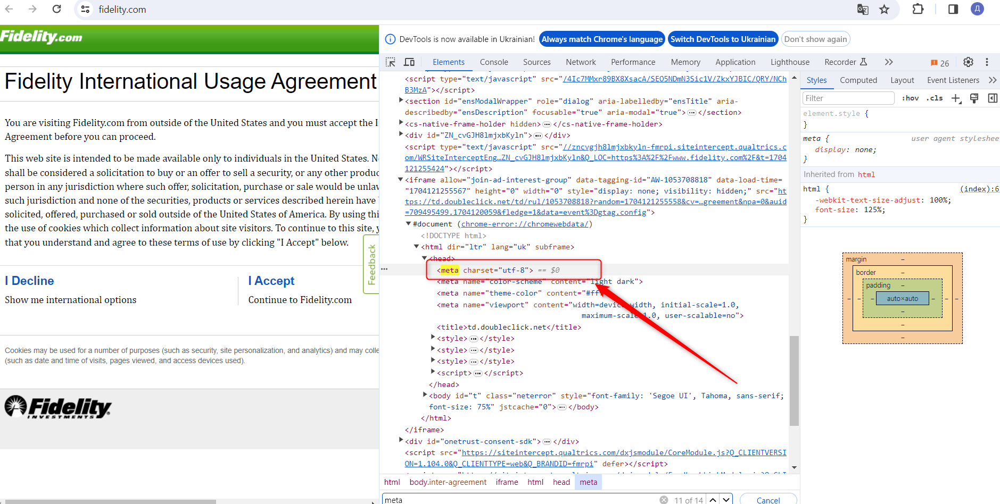 fidelity.com
Д
Fidelity.com
Fidelity International Usage Agreement
You are visiting Fidelity.com from outside of the United States and you must accept the I
Agreement before you can proceed.
This web site is intended to be made available only to individuals in the United States. N
shall be considered a solicitation to buy or an offer to sell a security, or any other produc
person in any jurisdiction where such offer, solicitation, purchase or sale would be unlaw
such jurisdiction and none of the securities, products or services described herein have
solicited, offered, purchased or sold outside of the United States of America. By using thi
the use of cookies which collect information about site visitors. To continue to this site, y
that you understand and agree to these terms of use by clicking "I Accept" below.
Feedback
I Decline
Show me international options
I Accept
Continue to Fidelity.com
Cookies may be used for a number of purposes (such as security, site personalization, and analytics) and may colle
(such as date and time of visits, pages viewed, and access devices used).
Fidelity
INVESTMENTS
DevTools is now available in Ukrainian! Always match Chrome's language Switch DevTools to Ukrainian Don't show again
Elements Console Sources Network Performance Memory Application Lighthouse Recorder 26
<script type="text/javascript" src="/4Ic7MMxr89BX8XsacA/SEO5NDmN3Sic1V/ZkxYJBIC/QRY/NCh
B3MzA"></script>
<section id="ensModalWrapper" role="dialog" aria-labelledby="ensTitle" aria-
describedby="ensDescription" focusable="true" aria-modal="true">…</section>
<cs-native-frame-holder hidden>…</cs-native-frame-holder>
<div id="ZN_cvGJH8lmjxbKyln">…</div>
<script type="text/javascript" src="//zncvgjh8lmjxbkyln-fmrpi.siteintercept.qualtrics.c
om/WRSiteInterceptEng…ZN_cvGJH8lmjxbKyln&Q_LOC=https%3A%2F%2Fwww.fidelity.com%2F&t=1704
121255424"></script>
<iframe allow="join-ad-interest-group" data-tagging-id="AW-1053708818" data-load-time=
"1704121255567" height="0" width="0" style="display: none; visibility: hidden;" src="ht
tps://td.doubleclick.net/td/rul/1053708818?random=1704121255558&cv=…greement&npa=0&auid
=709495499.1704120059&fledge=1&data=event%3Dgtag.config">
#document (chrome-error://chromewebdata/)
<!DOCTYPE html>
<html dir="ltr" lang="uk" subframe>
<head>
<meta charset="utf-8"> == $0
<meta name="color-scheme" content="light dark">
<meta name="theme-color" content="#fff
<meta name="viewport" content="width=device-width, initial-scale=1.0,
maximum-scale=1.0, user-scalable=no">
<title>td.doubleclick.net</title>
<style>…</style>
<style>…</style>
<style>…</style>
<script>…</script>
</head>
<body id="t" class="neterror" style="font-family: 'Segoe UI', Tahoma, sans-serif;
font-size: 75%" jstcache="0">…</body>
</html>
</iframe>
<div id="onetrust-consent-sdk">…</div>
<script src="https://siteintercept.qualtrics.com/dxjsmodule/CoreModule.js?Q_CLIENTVERSI
ON=1.104.0&Q_CLIENTTYPE=web&Q_BRANDID=fmrpi" defer></script>
html body.inter-agreement iframe html head meta
meta 11 of 14 Cancel
Styles Computed Layout Event Listeners
Filter :hov .cls
element.style {
}
meta { user agent styleshee
display: none;
}
Inherited from html
html { (index):6
-webkit-text-size-adjust: 100%;
font-size: 125%;
}
margin –
border –
padding –
– – – auto×auto – – –
–
–
–